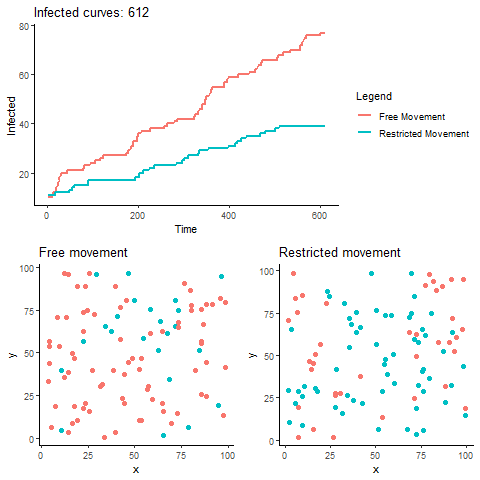 Infected curves: 612
80
60
40
20
Infected
0 200 400 600
Time
Legend
Free Movement
Restricted Movement
Free movement
100
75
50
25
0
y
0 25 50 75 100
x
Restricted movement
100
75
50
25
0
y
0 25 50 75 100
x